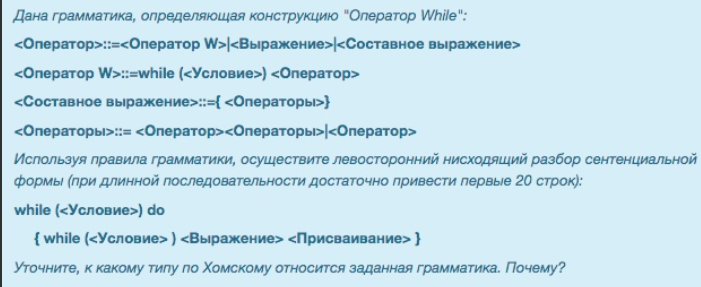 Дана грамматика, определяющая конструкцию "Оператор While":
<Оператор>::=<Оператор W>|<Выражение>|<Составное выражение>
<Оператор W>::=while (<Условие>) <Оператор>
<Составное выражение>::={ <Операторы>}
<Операторы>::= <Оператор><Операторы>|<Оператор>
Используя правила грамматики, осуществите левосторонний нисходящий разбор сентенциальной
формы (при длинной последовательности достаточно привести первые 20 строк):
while (<Условие>) do
{ while (<Условие> ) <Выражение> <Присваивание> }
Уточните, к какому типу по Хомскому относится заданная грамматика. Почему?